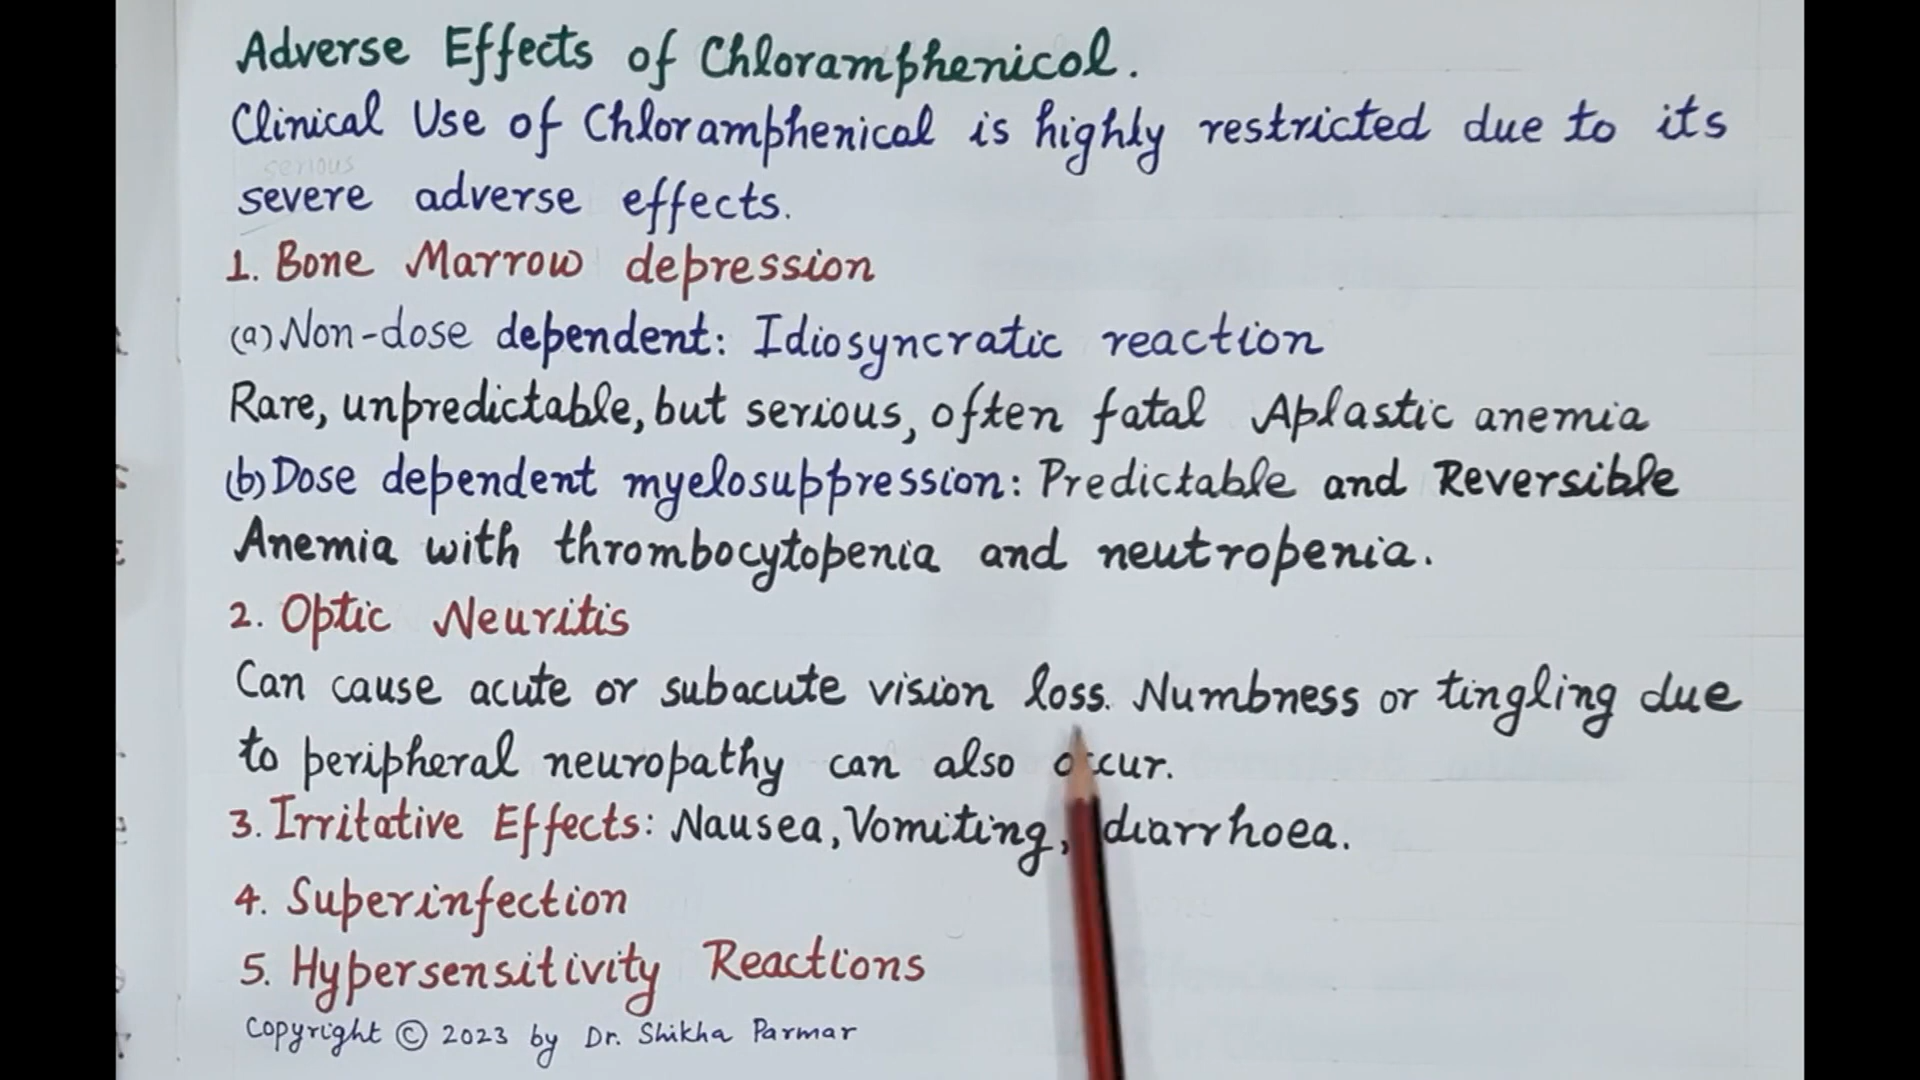 Adverse Effects of Chloramphenicol.
Clinical Use of Chloramphenical is highly restricted due to its
serious
severe adverse effects.
1. Bone Marrow depression
(a) Non-dose dependent: Idiosyncratic reaction
Rare, unpredictable, but serious, often fatal Aplastic anemia
(b) Dose dependent myelosuppression: Predictable and Reversible
Anemia with thrombocytopenia and neutropenia.
2. Optic Neuritis
Can cause acute or subacute vision loss. Numbness or tingling due
to peripheral neuropathy can also occur.
3. Irritative Effects: Nausea, Vomiting, diarrhoea.
4. Superinfection
5. Hypersensitivity Reactions
Copyright © 2023 by Dr. Shikha Parmar